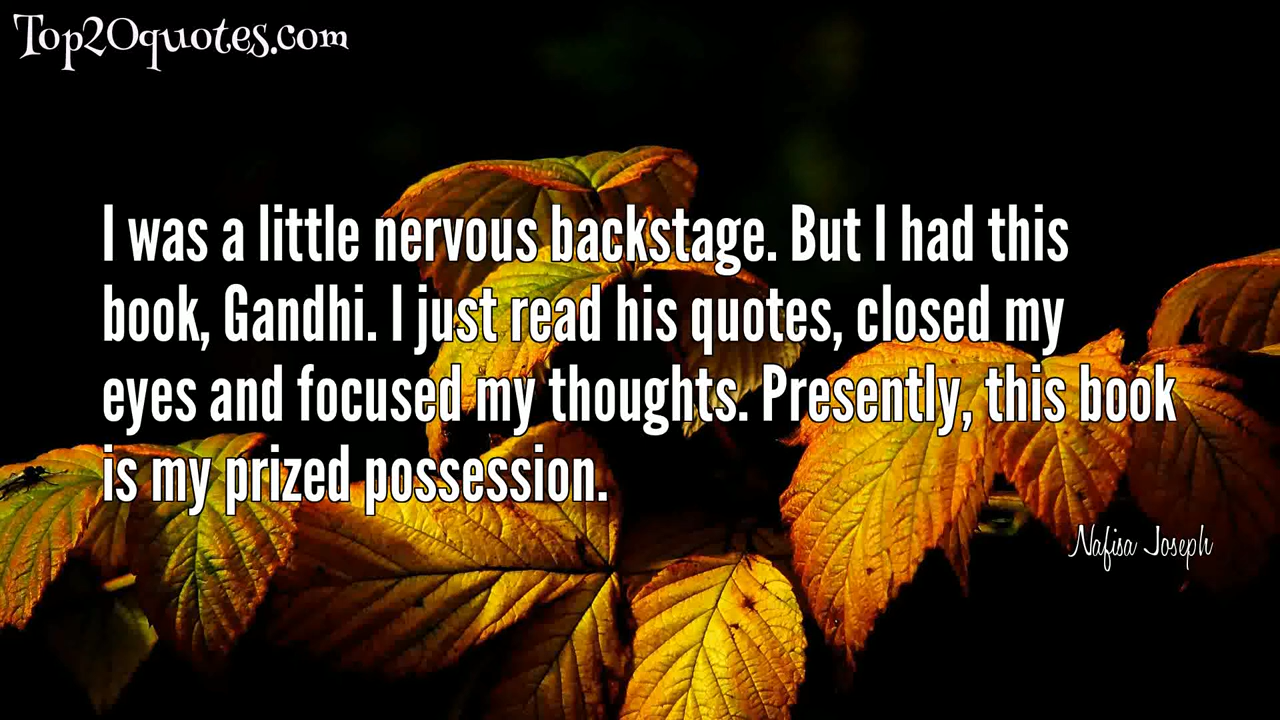 Top20quotes.com
I was a little nervous backstage. But I had this
book, Gandhi. I just read his quotes, closed my
eyes and focused my thoughts. Presently, this book
is my prized possession.
Nafisa Joseph